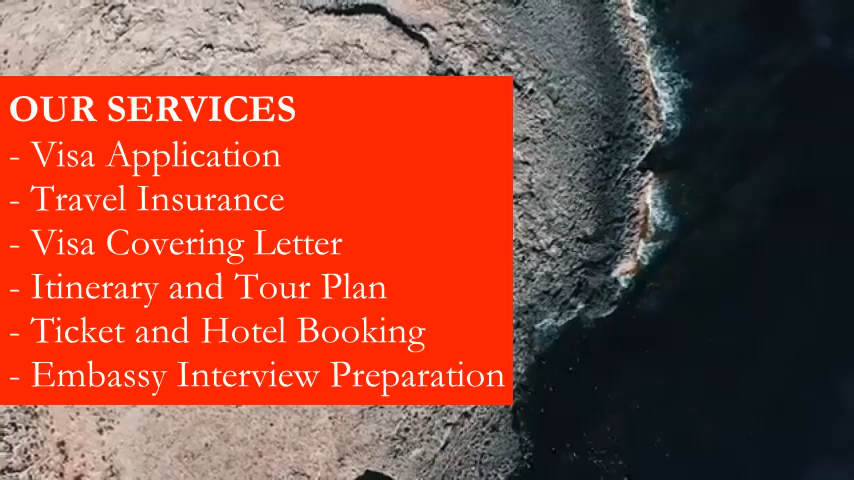 OUR SERVICES
- Visa Application
- Travel Insurance
- Visa Covering Letter
- Itinerary and Tour Plan
- Ticket and Hotel Booking
- Embassy Interview Preparation